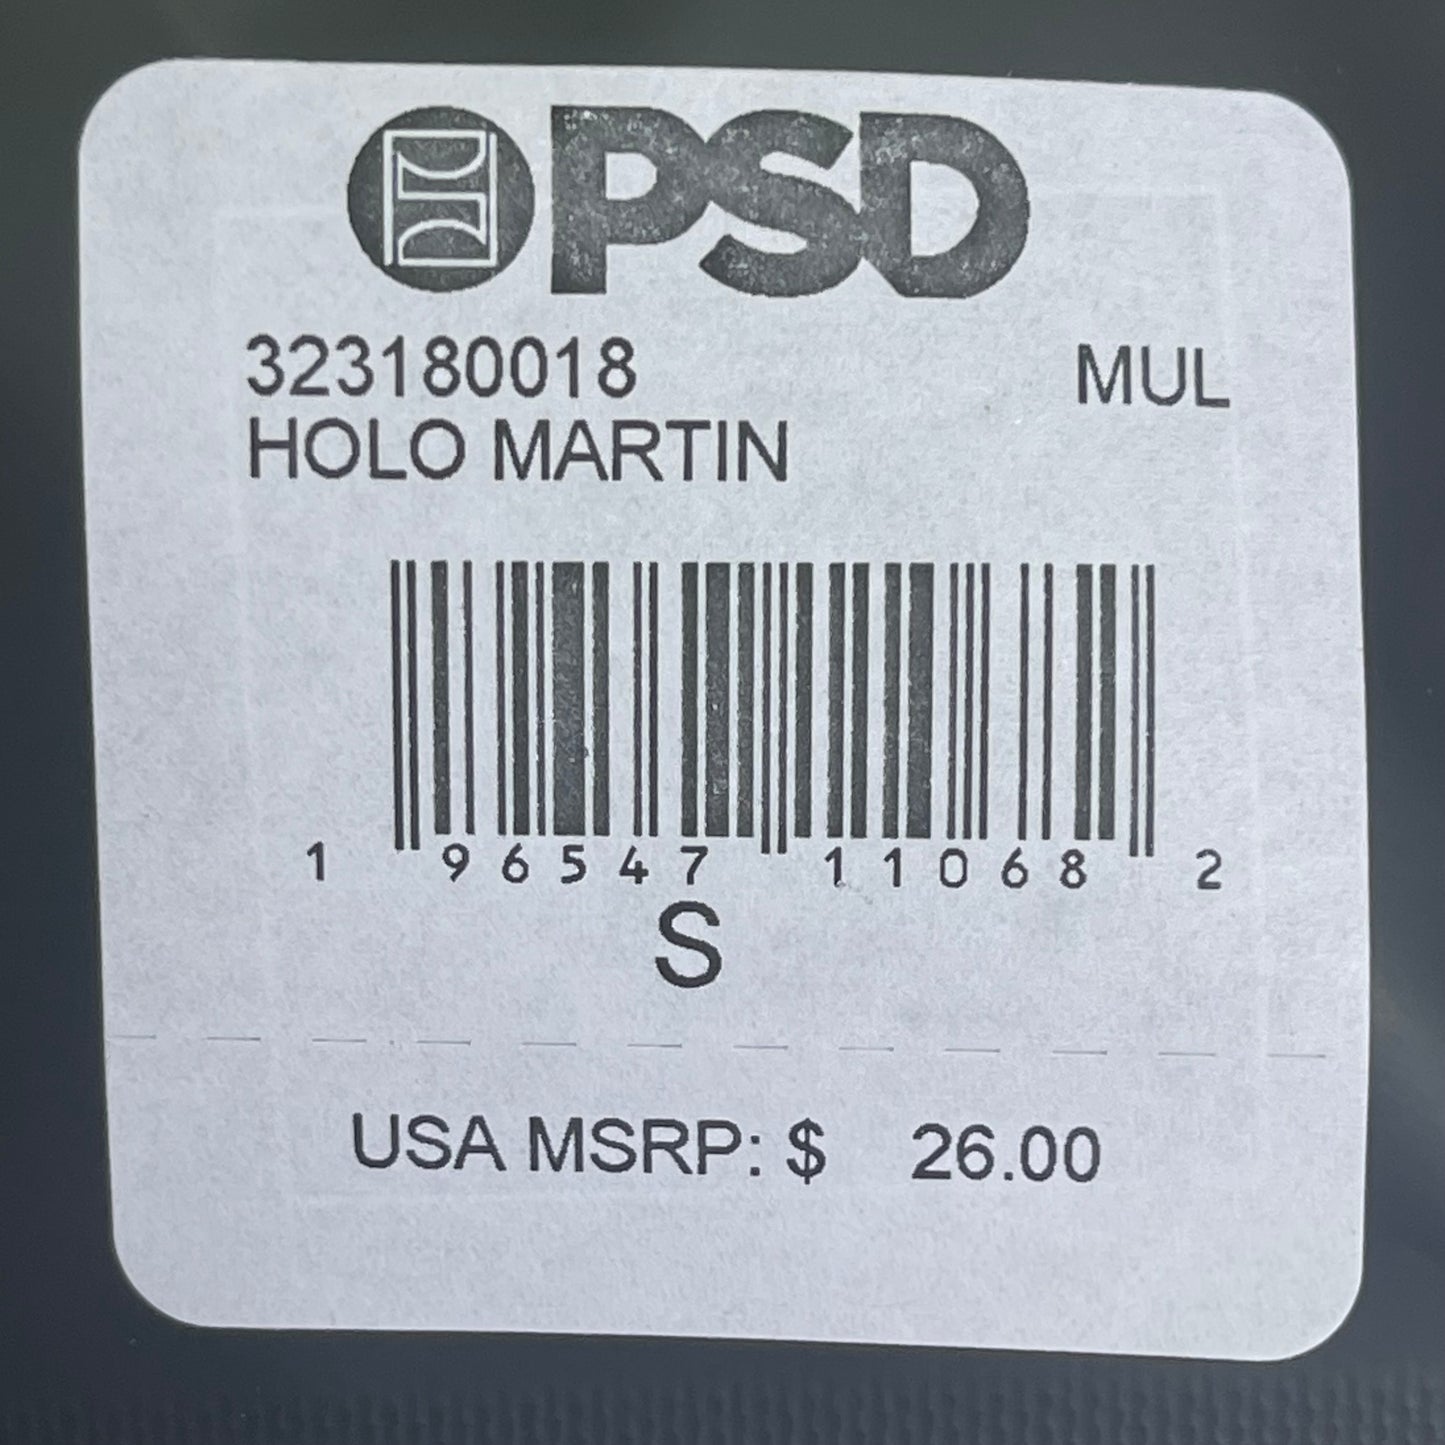 PSD
323180018 MUL
HOLO MARTIN
1 96547 11068 2
S
USA MSRP: $ 26.00